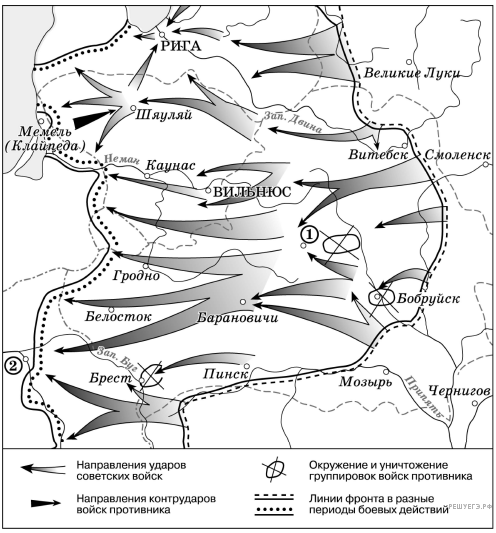 РИГА
Великие Луки
Шяуляй
Зап. Двина
Мемель
(Клайпеда)
Неман
Каунас
Витебск
Смоленск
ВИЛЬНЮС
1
Гродно
Бобруйск
Белосток
Барановичи
2
Зап. Буг
Брест
Пинск
Мозырь
Припять
Чернигов
Направления ударов
советских войск
Направления контрударов
войск противника
Окружение и уничтожение
группировок войск противника
Линии фронта в разные
периоды боевых действий
РЕШУЕГЭ.РФ